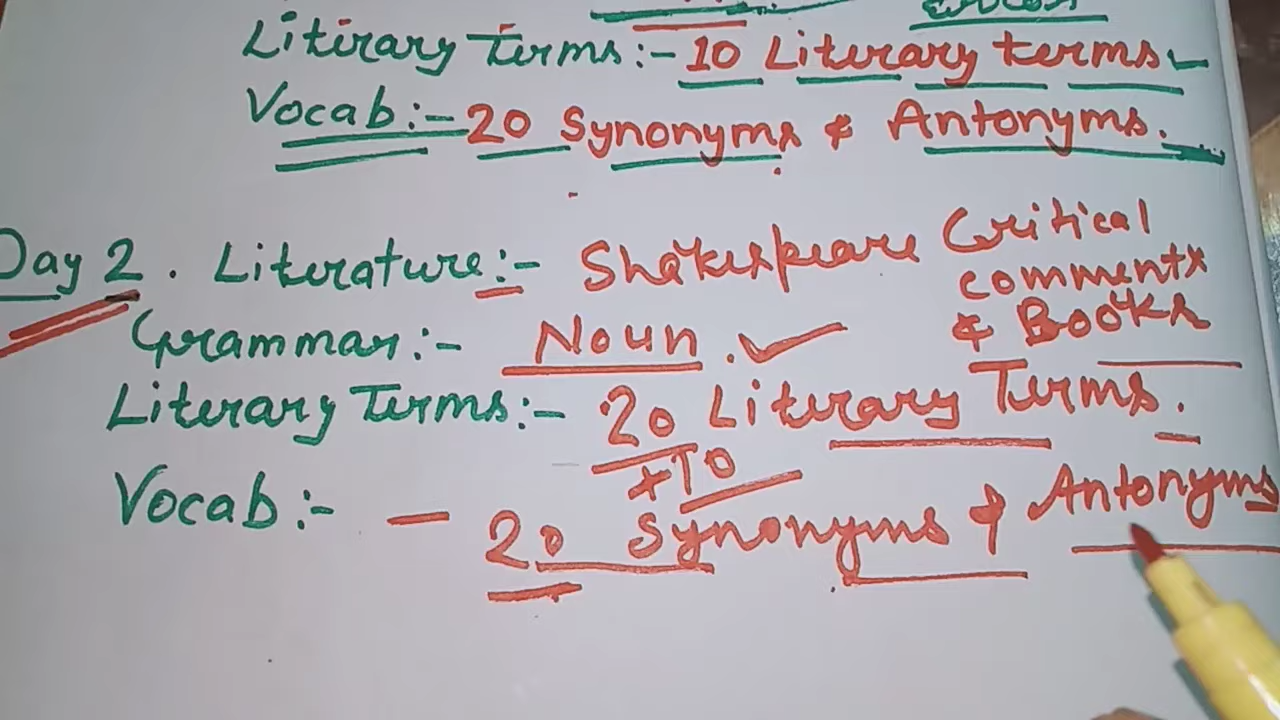 Litirary Terms:- 10 Literary terms
Vocab:- 20 Synonyms & Antonyms.
Day 2. Literature:- Shakespeare Critical
comments
& Books
Grammar:- Noun.
Literary Terms:- 20 Literary Terms.
+10
Vocab:- - 20 Synonyms & Antonyms